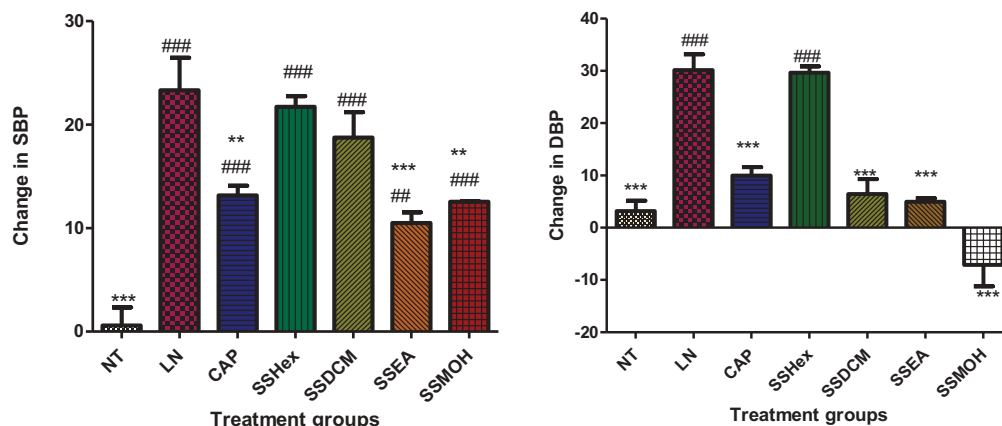 Change in SBP
30
20
10
0
***
###
**
###
###
###
***
##
**
###
NT
LN
CAP
SSHex
SSDCM
SSEA
SSMOH
Treatment groups
Change in DBP
40
30
20
10
0
-10
-20
***
###
***
###
***
***
***
NT
LN
CAP
SSHex
SSDCM
SSEA
SSMOH
Treatment groups